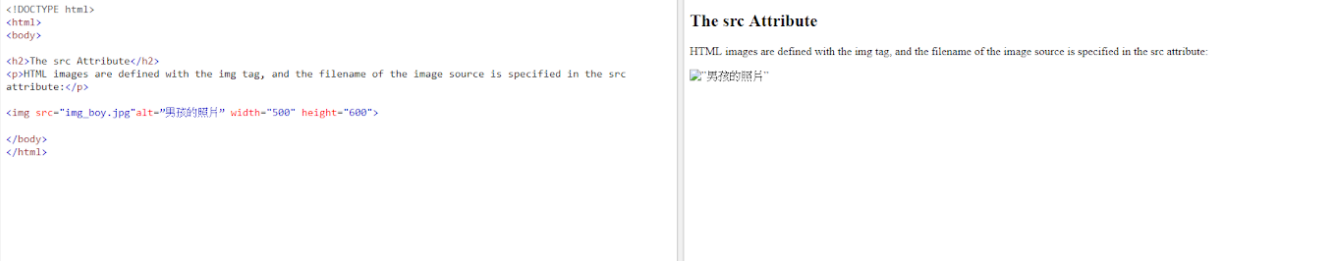 <!DOCTYPE html>
<html>
<body>
<h2>The src Attribute</h2>
<p>HTML images are defined with the img tag, and the filename of the image source is specified in the src
attribute:</p>
<img src="img_boy.jpg"alt=”男孩的照片” width="500" height="600">
</body>
</html>
The src Attribute
HTML images are defined with the img tag, and the filename of the image source is specified in the src attribute:
”男孩的照片”